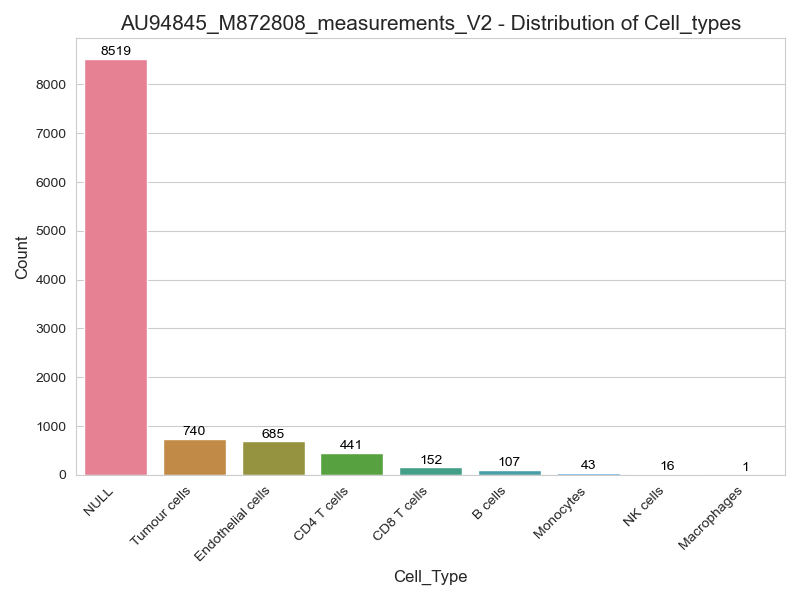 AU94845_M872808_measurements_V2 - Distribution of Cell_types
8519
8000
7000
6000
5000
4000
3000
2000
1000
0
Count
740
685
441
152
107
43
16
1
NULL
Tumour cells
Endothelial cells
CD4 T cells
CD8 T cells
B cells
Monocytes
NK cells
Macrophages
Cell_Type